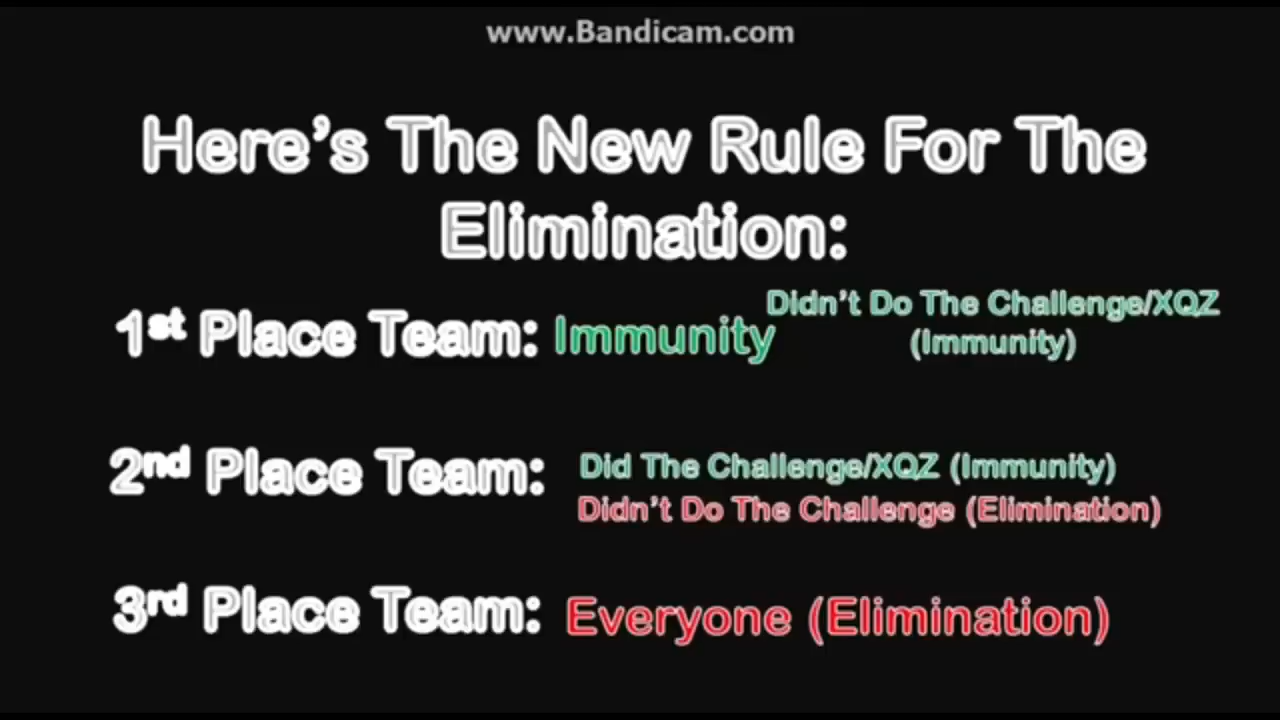 www.Bandicam.com
Here’s The New Rule For The
Elimination:
1st Place Team: Immunity
Didn’t Do The Challenge/XQZ
(Immunity)
2nd Place Team:
Did The Challenge/XQZ (Immunity)
Didn’t Do The Challenge (Elimination)
3rd Place Team: Everyone (Elimination)